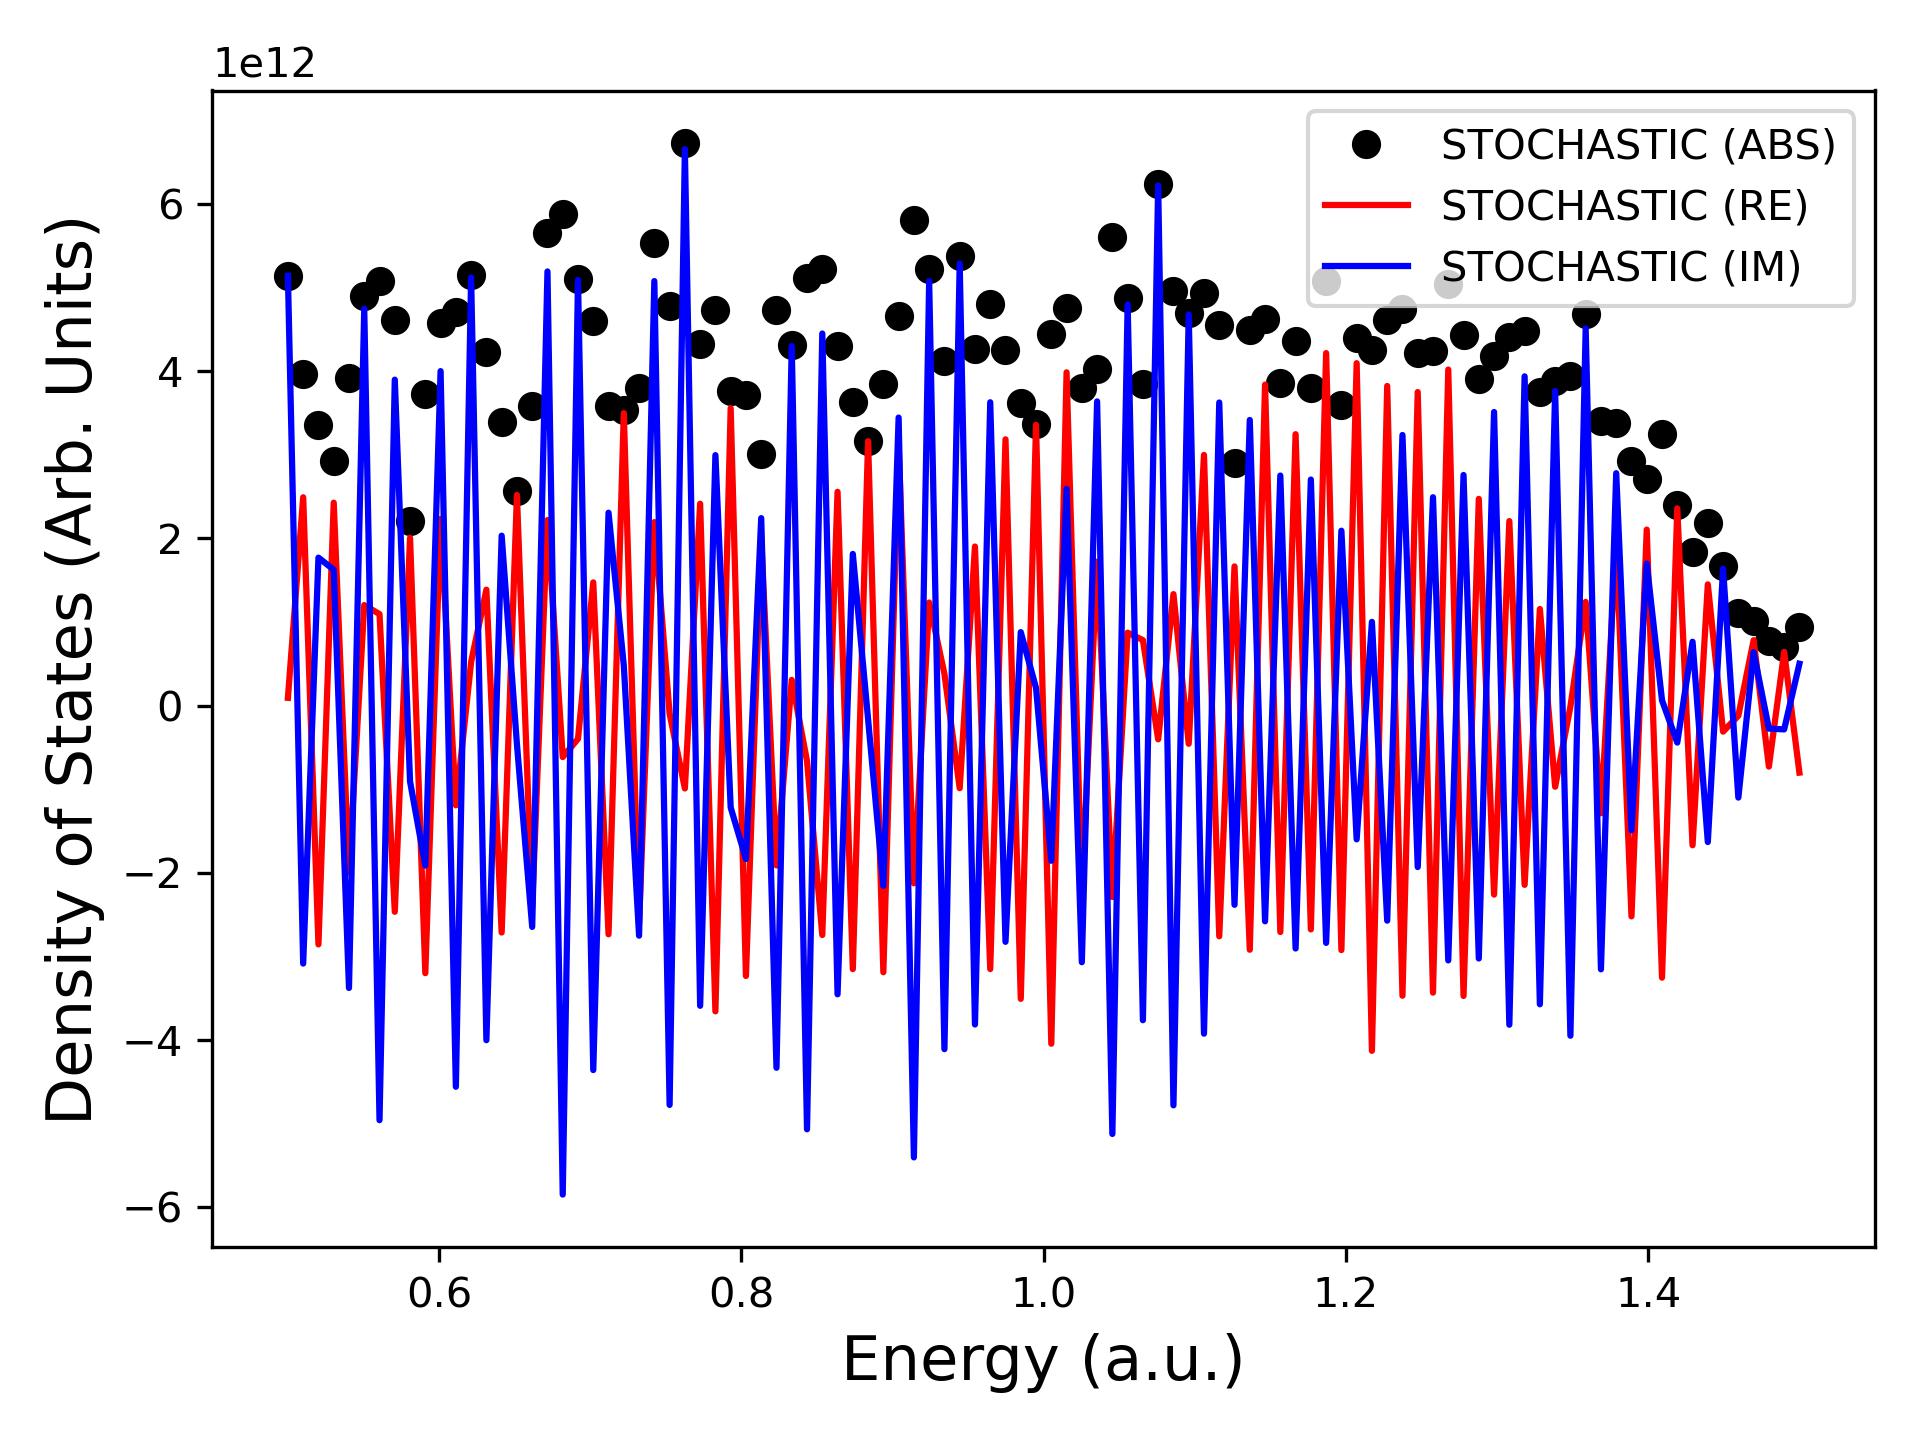 1e12
STOCHASTIC (ABS)
STOCHASTIC (RE)
STOCHASTIC (IM)
6
4
2
0
−2
−4
−6
Density of States (Arb. Units)
0.6 0.8 1.0 1.2 1.4
Energy (a.u.)